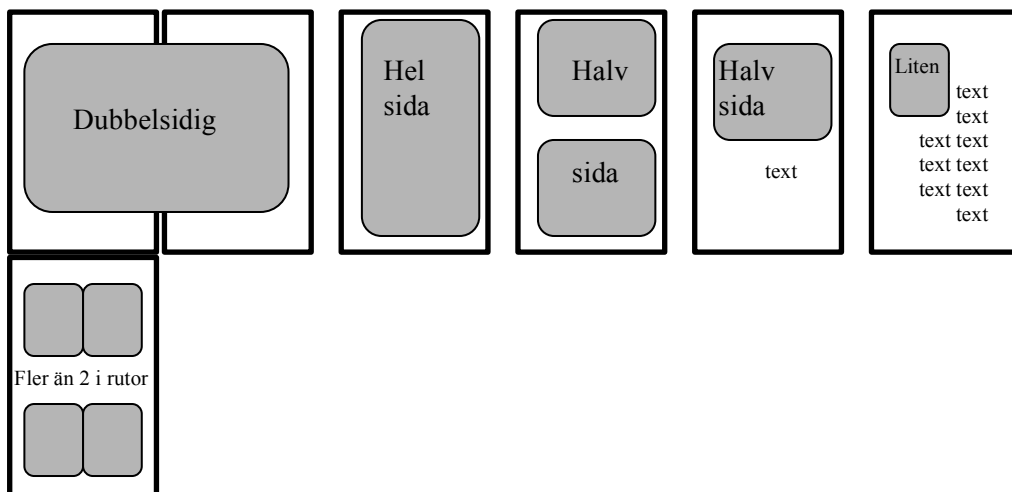 Dubbelsidig
Hel
sida
Halv
sida
Halv
sida
text
Liten
text
text
text text
text text
text text
text
Fler än 2 i rutor